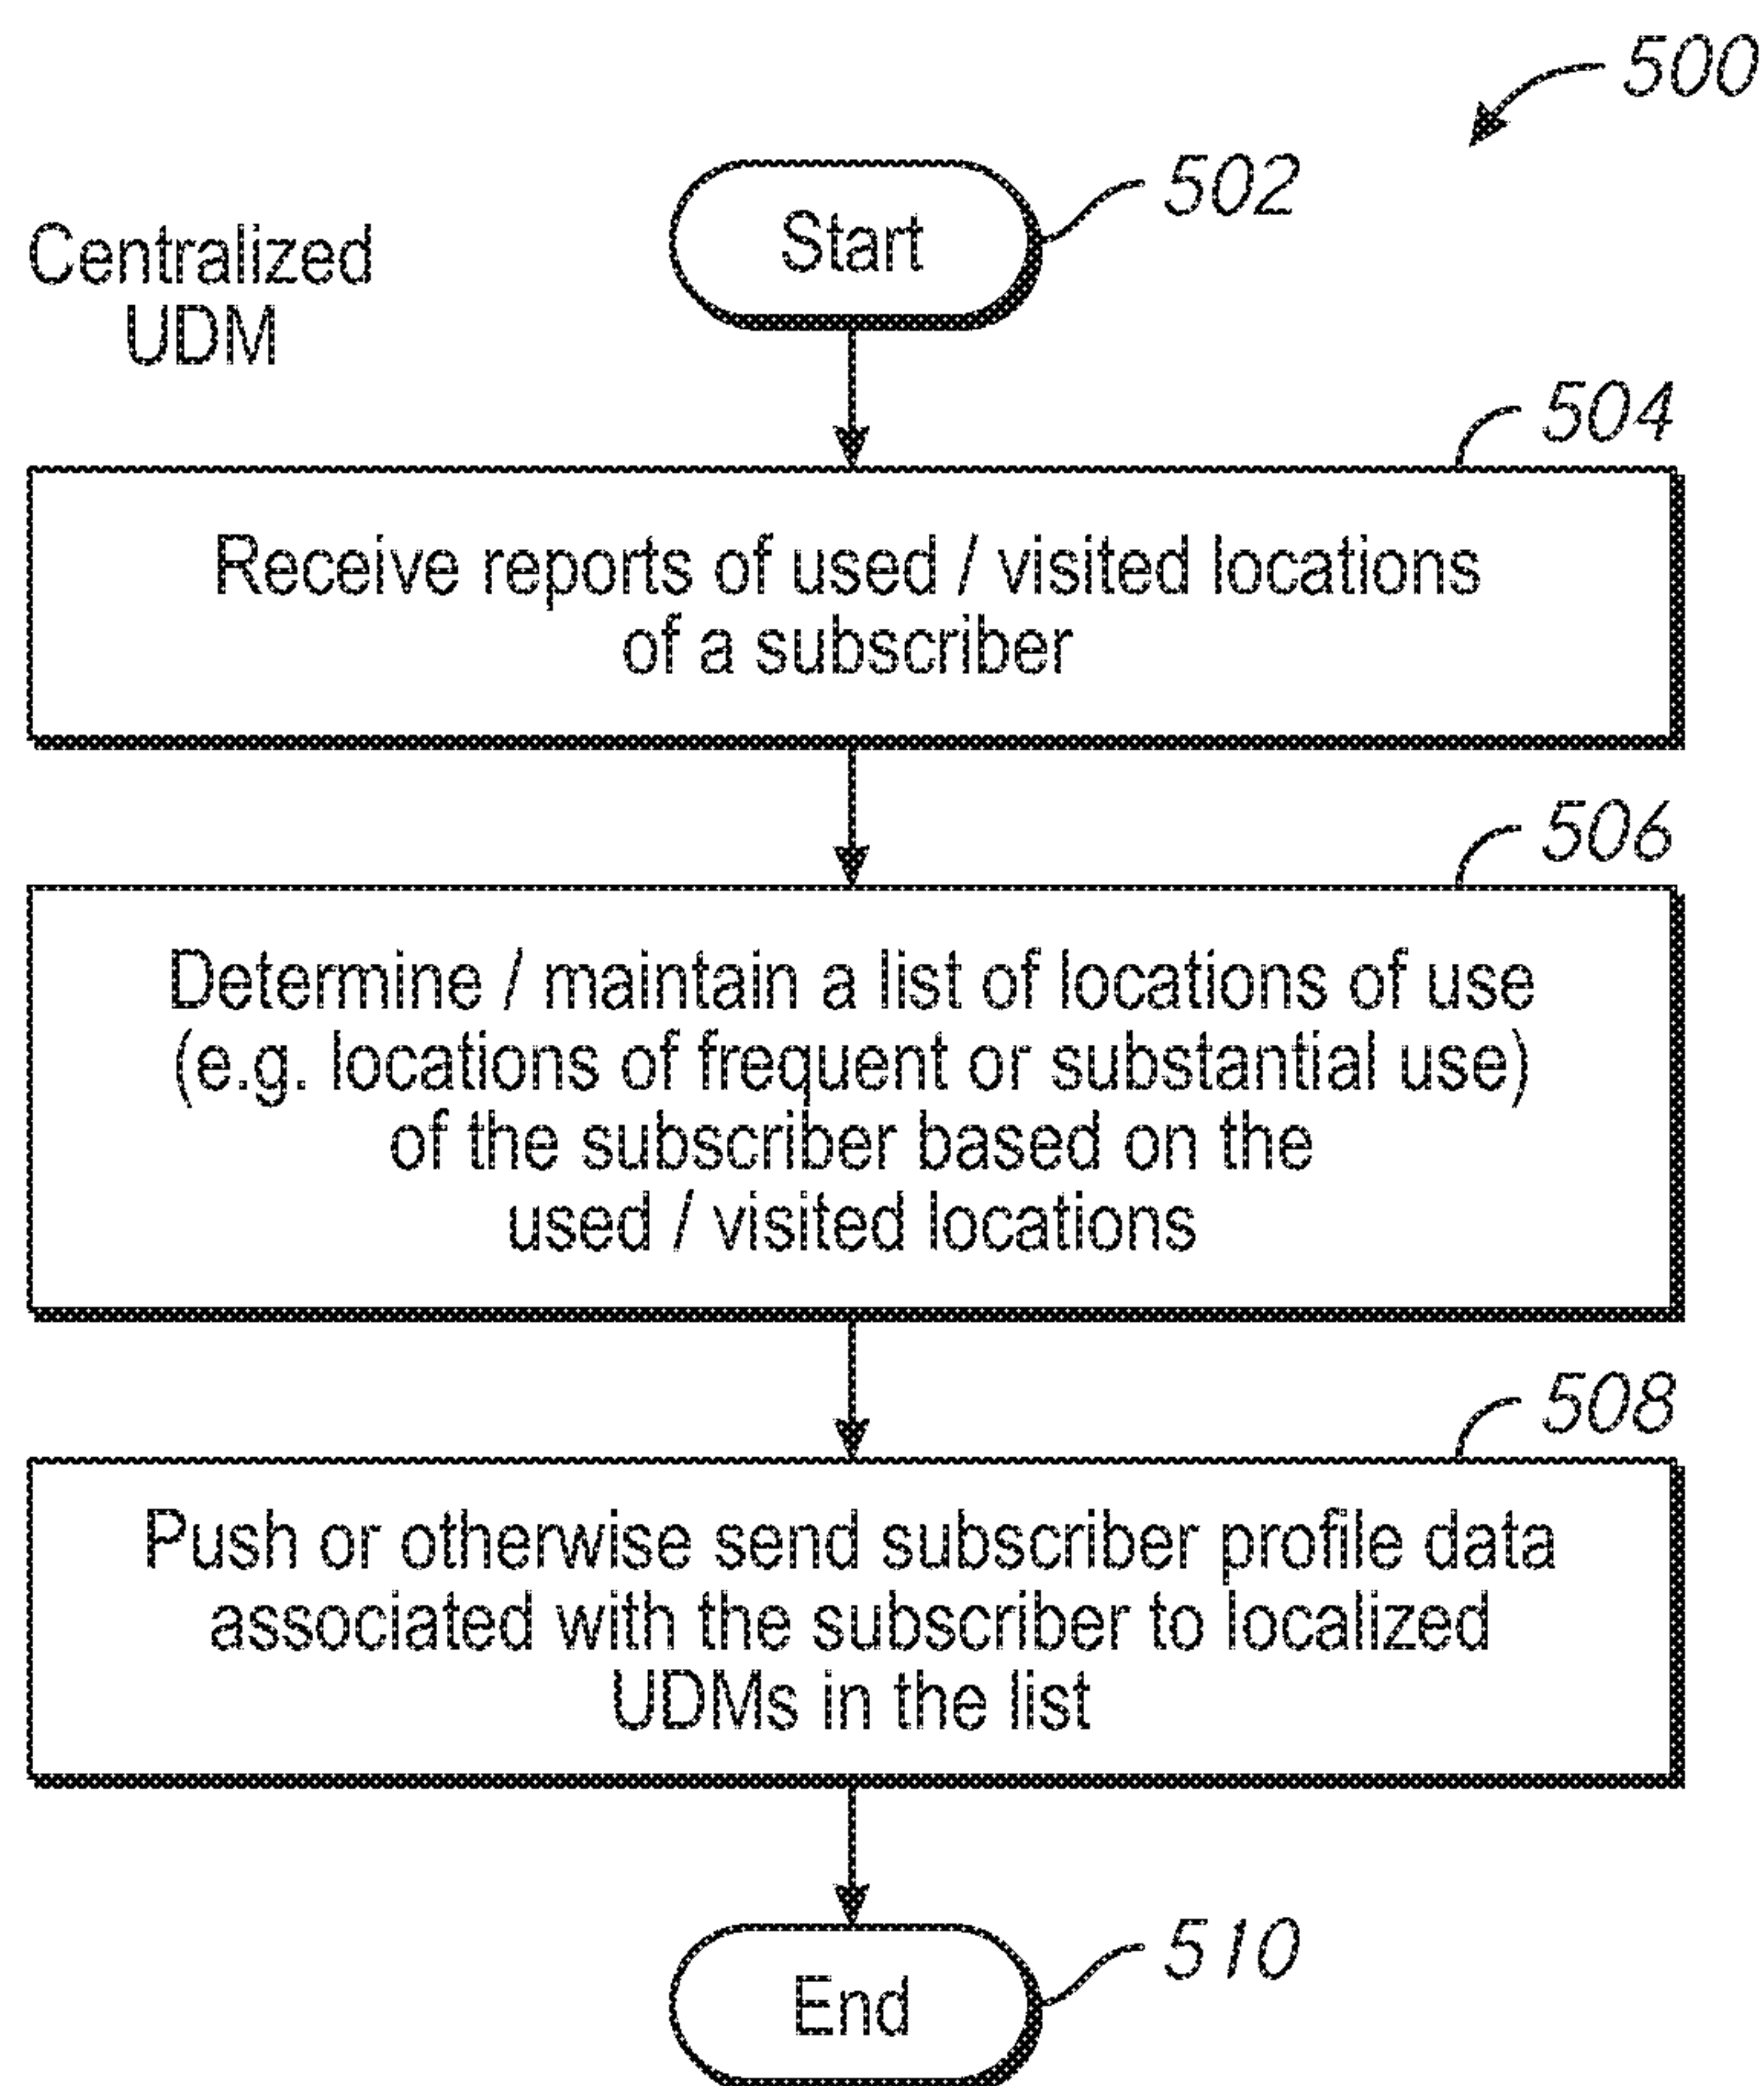 500
502
Start
Centralized
UDM
504
Receive reports of used / visited locations
of a subscriber
506
Determine / maintain a list of locations of use
(e.g. locations of frequent or substantial use)
of the subscriber based on the
used / visited locations
508
Push or otherwise send subscriber profile data
associated with the subscriber to localized
UDMs in the list
510
End